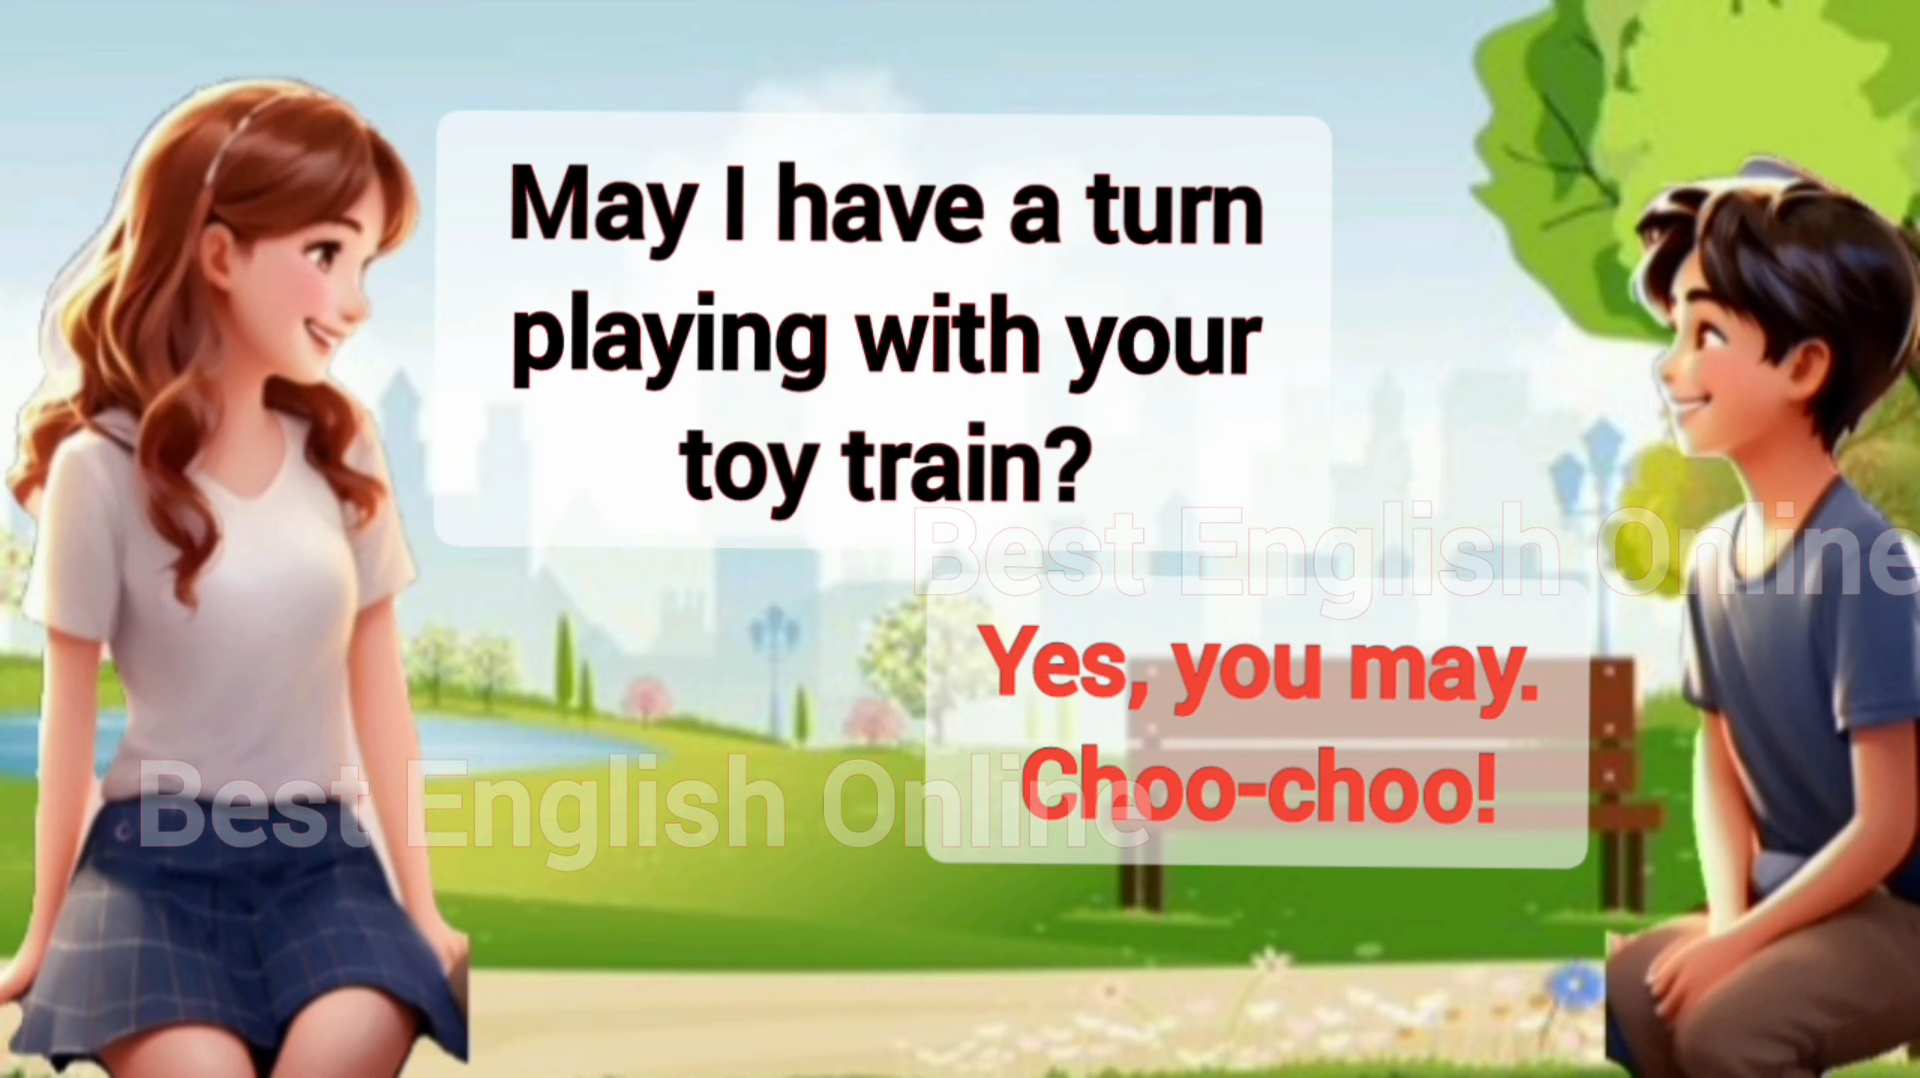 May I have a turn
playing with your
toy train?
Best English Online
Yes, you may.
Choo-choo!
Best English Online